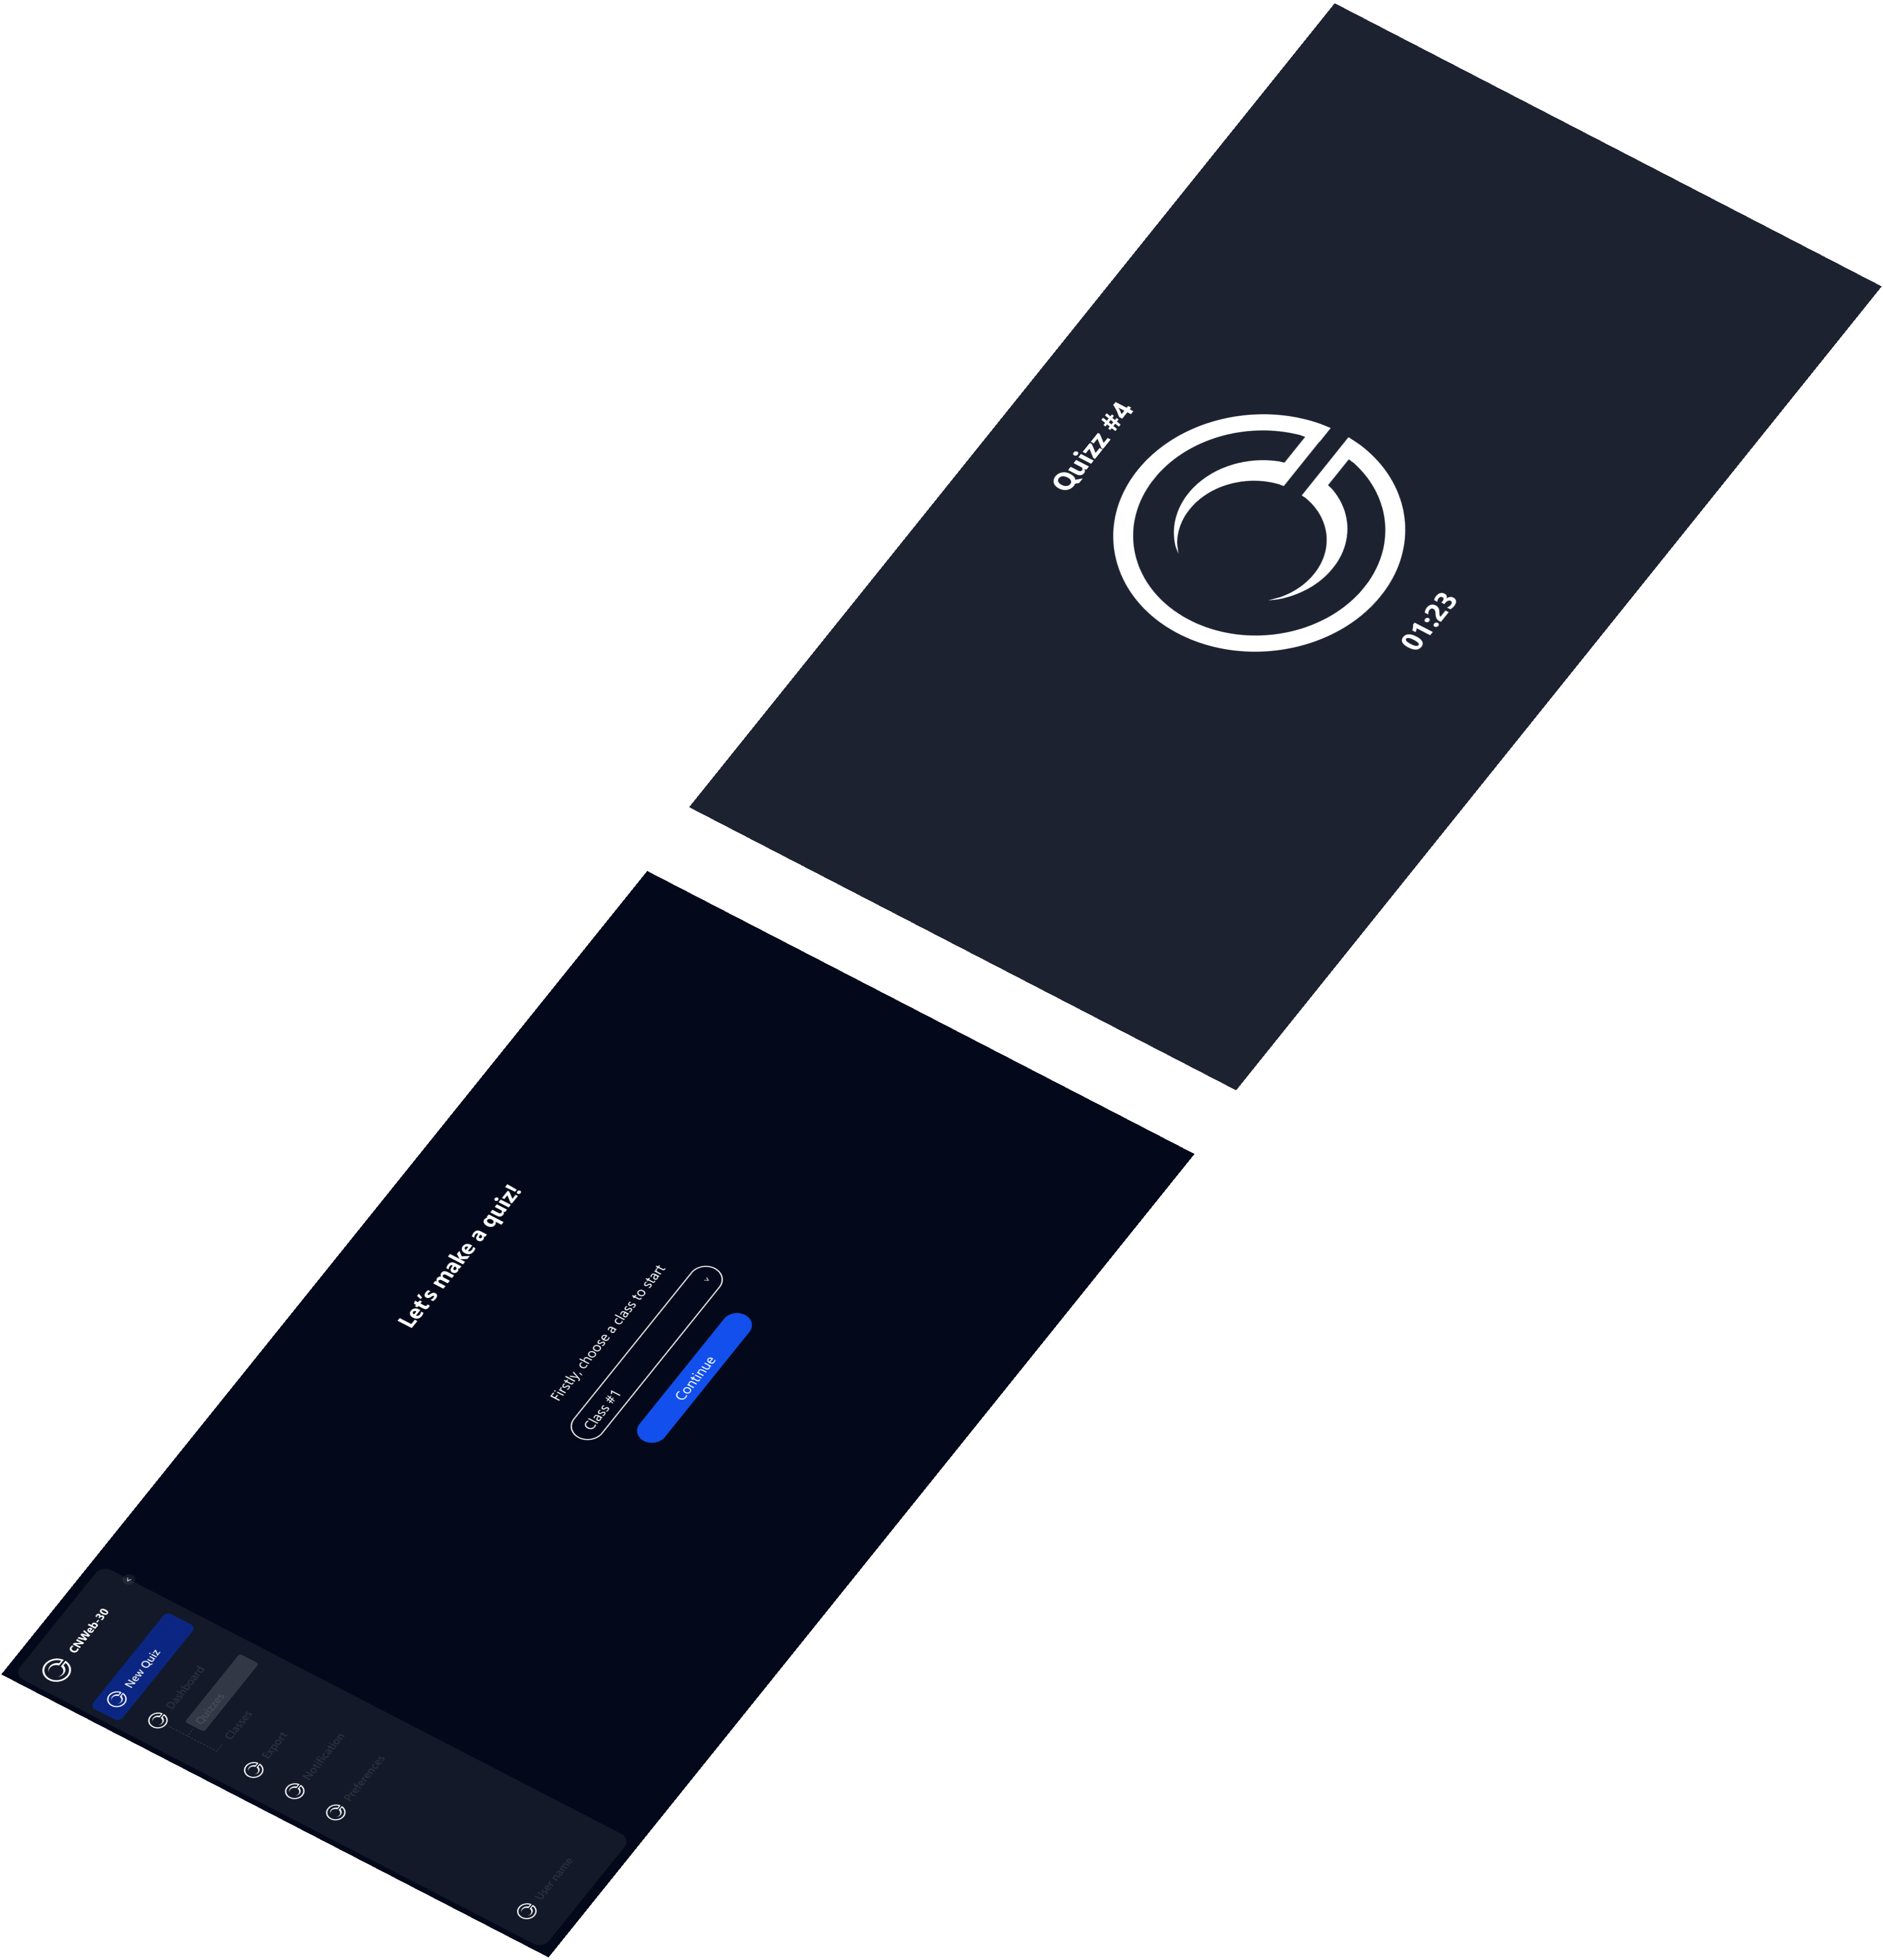 Quiz #4
01:23
Let's make a quiz!
Firstly, choose a class to start
Class #1
Continue
CNWeb-30
New Quiz
Dashboard
Quizzes
Classes
Export
Notification
Preferences
User name